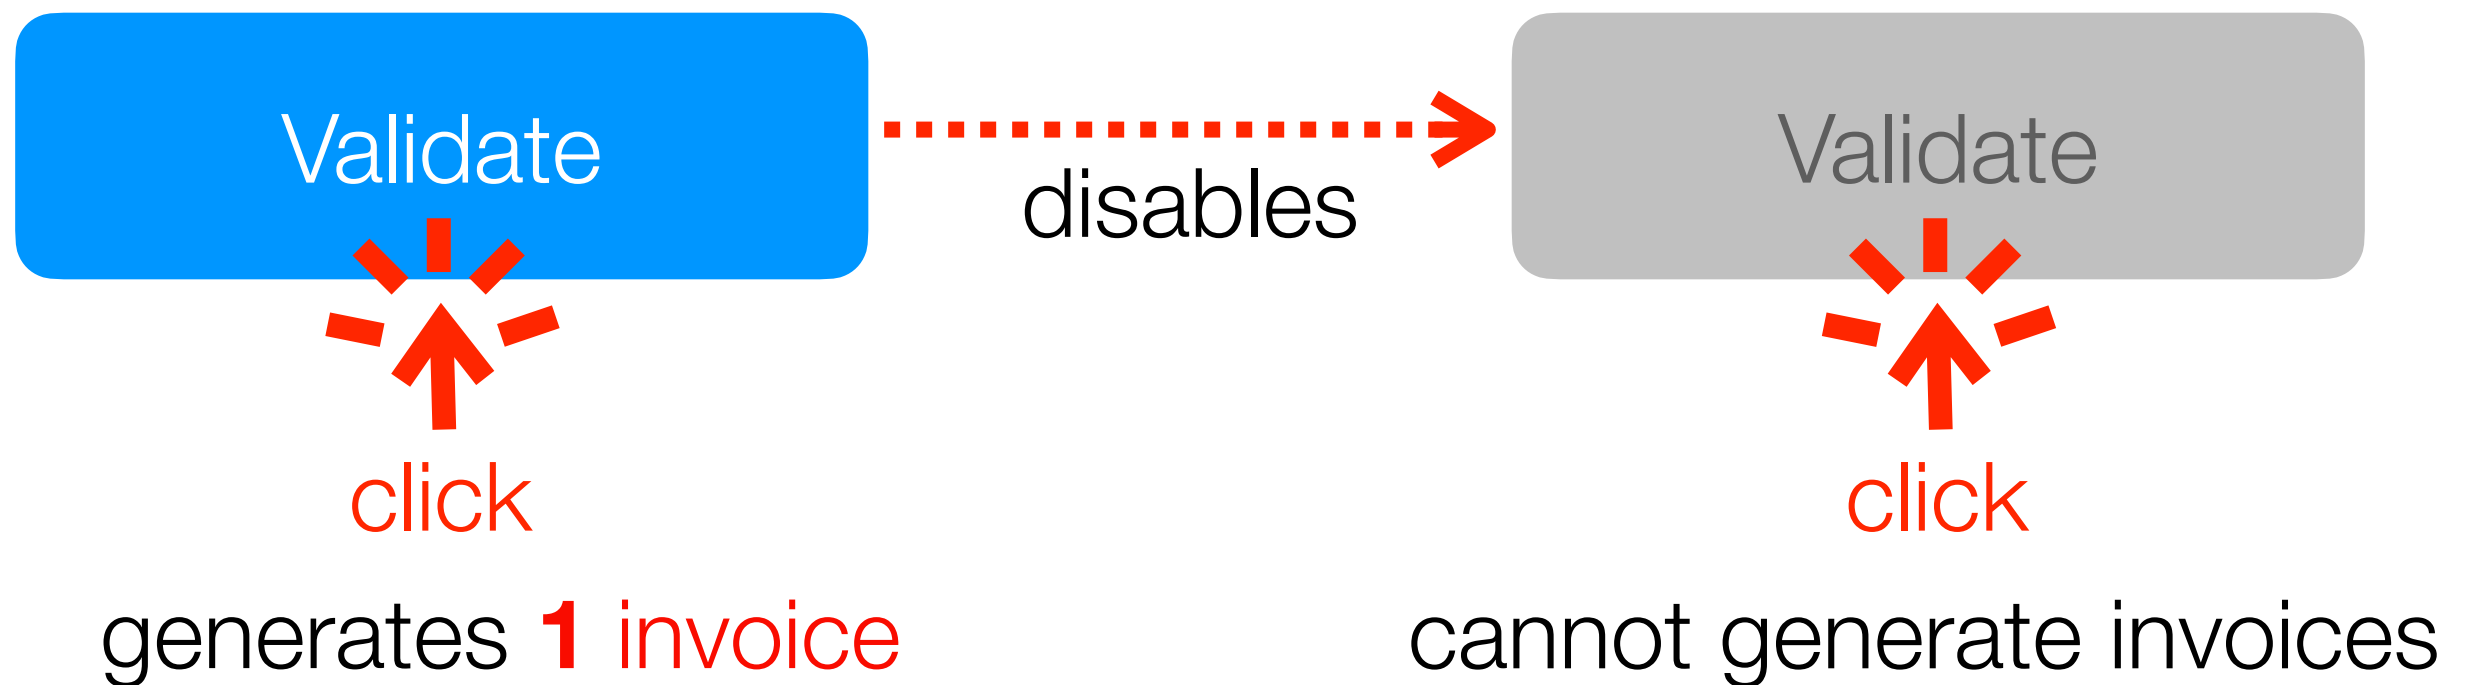 Validate
disables
Validate
click
click
generates 1 invoice
cannot generate invoices